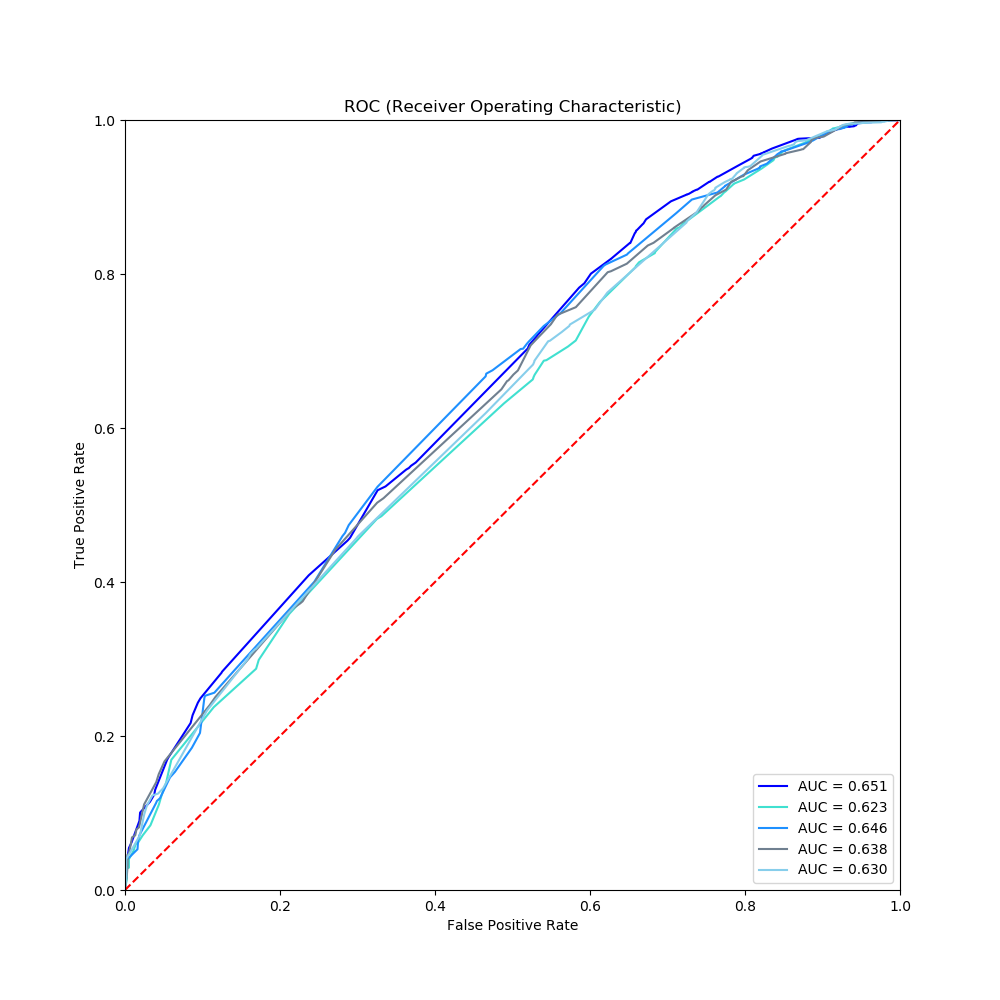 ROC (Receiver Operating Characteristic)
True Positive Rate
1.0
0.8
0.6
0.4
0.2
0.0
0.0 0.2 0.4 0.6 0.8 1.0
False Positive Rate
AUC = 0.651
AUC = 0.623
AUC = 0.646
AUC = 0.638
AUC = 0.630